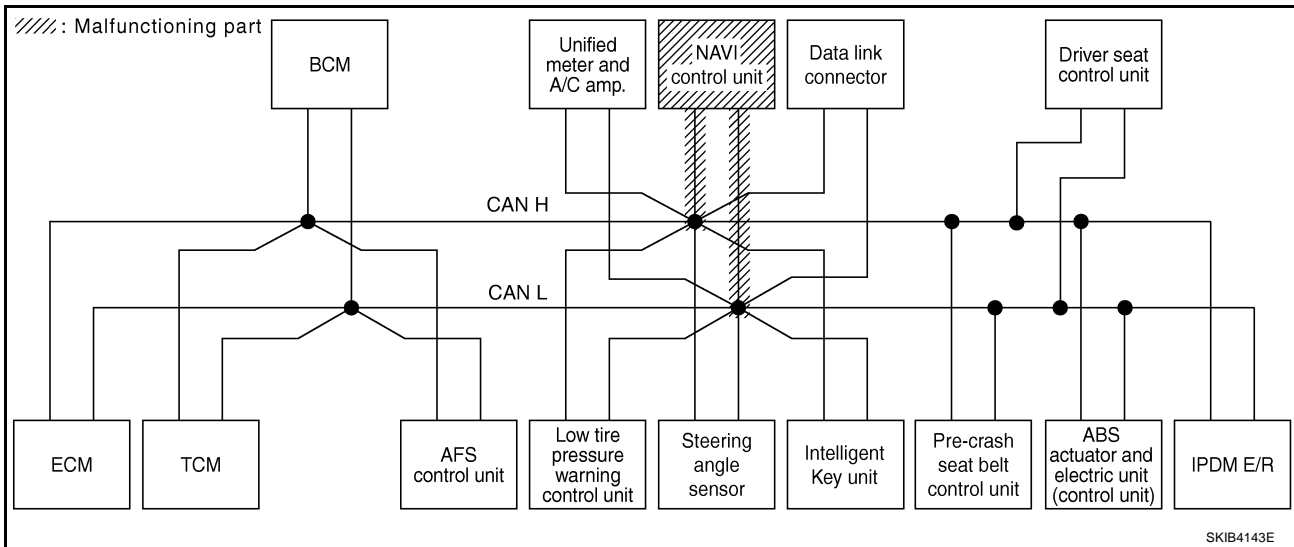 : Malfunctioning part
BCM
Unified
meter and
A/C amp.
NAVI
control unit
Data link
connector
Driver seat
control unit
CAN H
CAN L
ECM
TCM
AFS
control unit
Low tire
pressure
warning
control unit
Steering
angle
sensor
Intelligent
Key unit
Pre-crash
seat belt
control unit
ABS
actuator and
electric unit
(control unit)
IPDM E/R
SKIB4143E